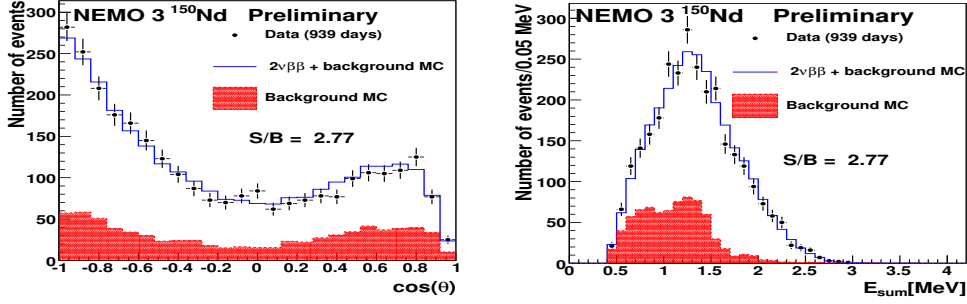 NEMO 3 ¹⁵⁰Nd Preliminary
Number of events
Data (939 days)
2νββ + background MC
Background MC
S/B = 2.77
300
250
200
150
100
50
0
-1 -0.8 -0.6 -0.4 -0.2 0 0.2 0.4 0.6 0.8 1
cos(θ)
NEMO 3 ¹⁵⁰Nd Preliminary
Number of events/0.05 MeV
Data (939 days)
2νββ + background MC
Background MC
S/B = 2.77
300
250
200
150
100
50
0
0 0.5 1 1.5 2 2.5 3 3.5 4
E_sum[MeV]